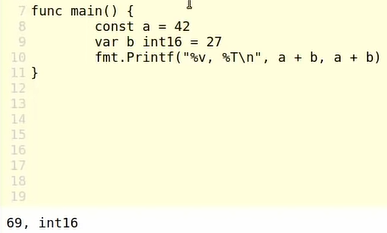 7 func main() {
8 const a = 42
9 var b int16 = 27
10 fmt.Printf("%v, %T\n", a + b, a + b)
11 }
12
13
14
15
16
17
18
19
69, int16